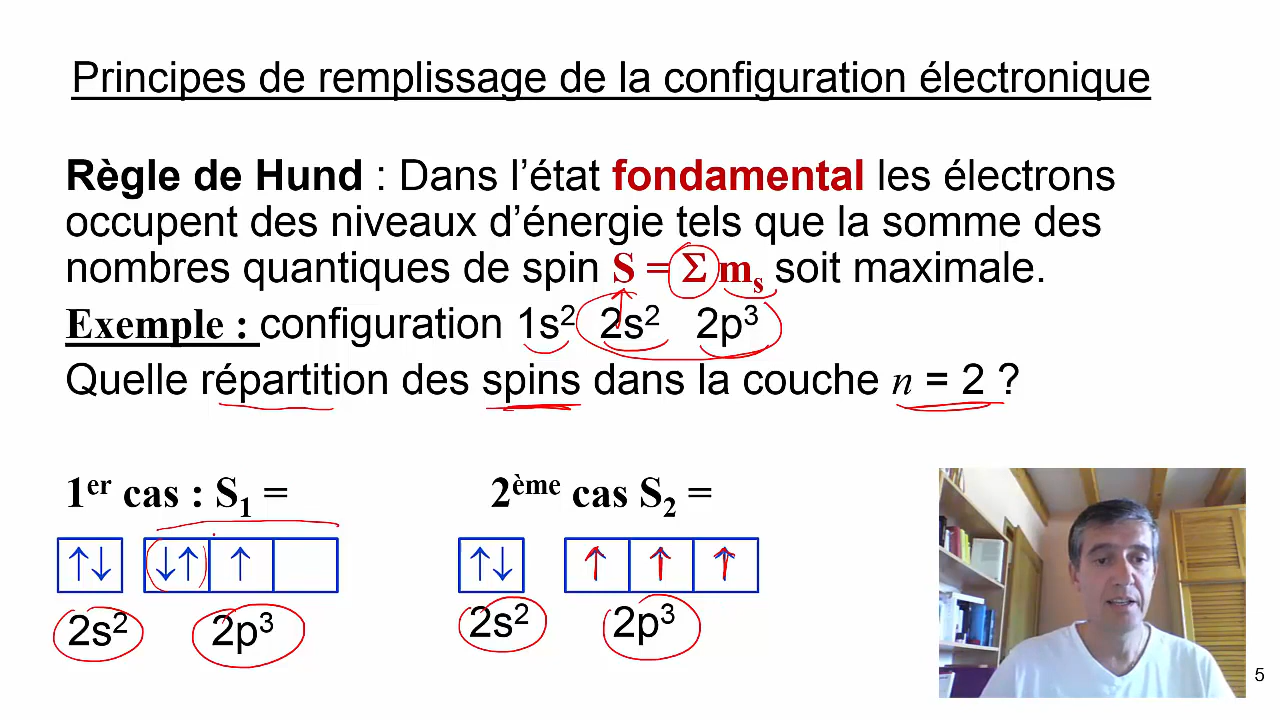 Principes de remplissage de la configuration électronique
Règle de Hund : Dans l’état fondamental les électrons
occupent des niveaux d’énergie tels que la somme des
nombres quantiques de spin S = Σ mₛ soit maximale.
Exemple : configuration 1s² 2s² 2p³
Quelle répartition des spins dans la couche n = 2 ?
1ᵉʳ cas : S₁ =
2ᵉᵐᵉ cas S₂ =
↑↓ ↓↑ ↑
↑↓ ↑ ↑ ↑
2s² 2p³
2s² 2p³
5